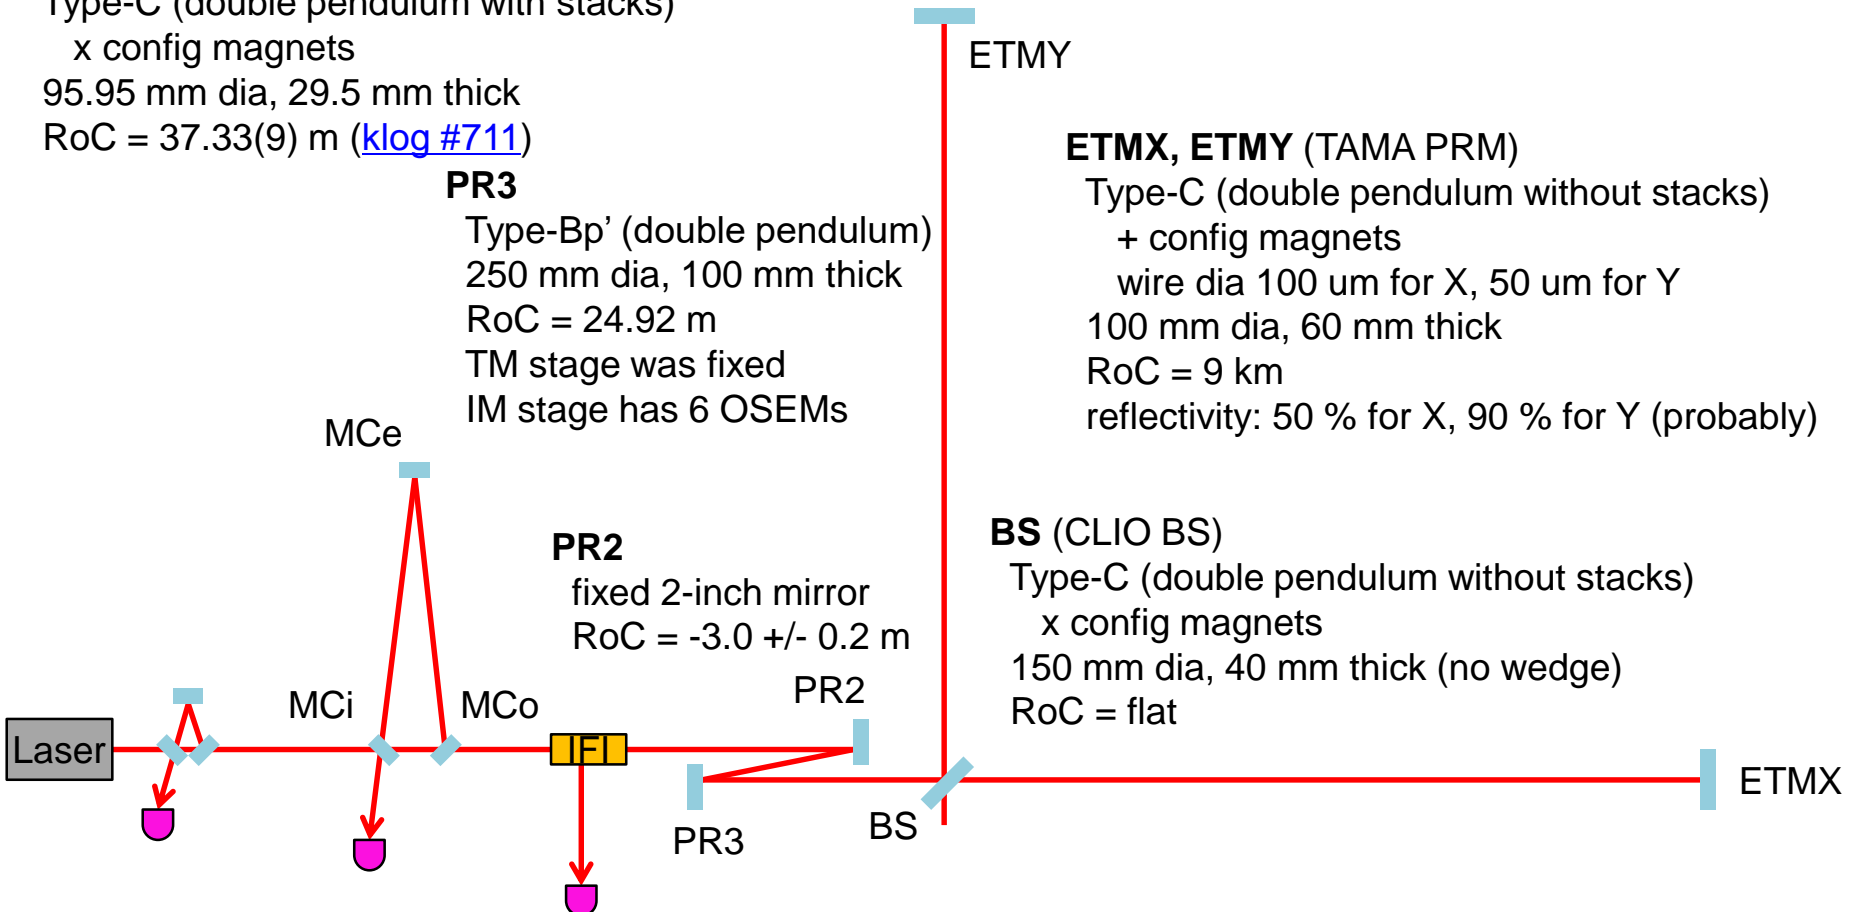 Type-C (double pendulum with stacks)
x config magnets
95.95 mm dia, 29.5 mm thick
RoC = 37.33(9) m (klog #711)
ETMY
ETMX, ETMY (TAMA PRM)
Type-C (double pendulum without stacks)
+ config magnets
wire dia 100 um for X, 50 um for Y
100 mm dia, 60 mm thick
RoC = 9 km
reflectivity: 50 % for X, 90 % for Y (probably)
PR3
Type-Bp’ (double pendulum)
250 mm dia, 100 mm thick
RoC = 24.92 m
TM stage was fixed
IM stage has 6 OSEMs
MCe
PR2
fixed 2-inch mirror
RoC = -3.0 +/- 0.2 m
BS (CLIO BS)
Type-C (double pendulum without stacks)
x config magnets
150 mm dia, 40 mm thick (no wedge)
RoC = flat
MCi
MCo
PR2
Laser
IFI
ETMX
PR3
BS